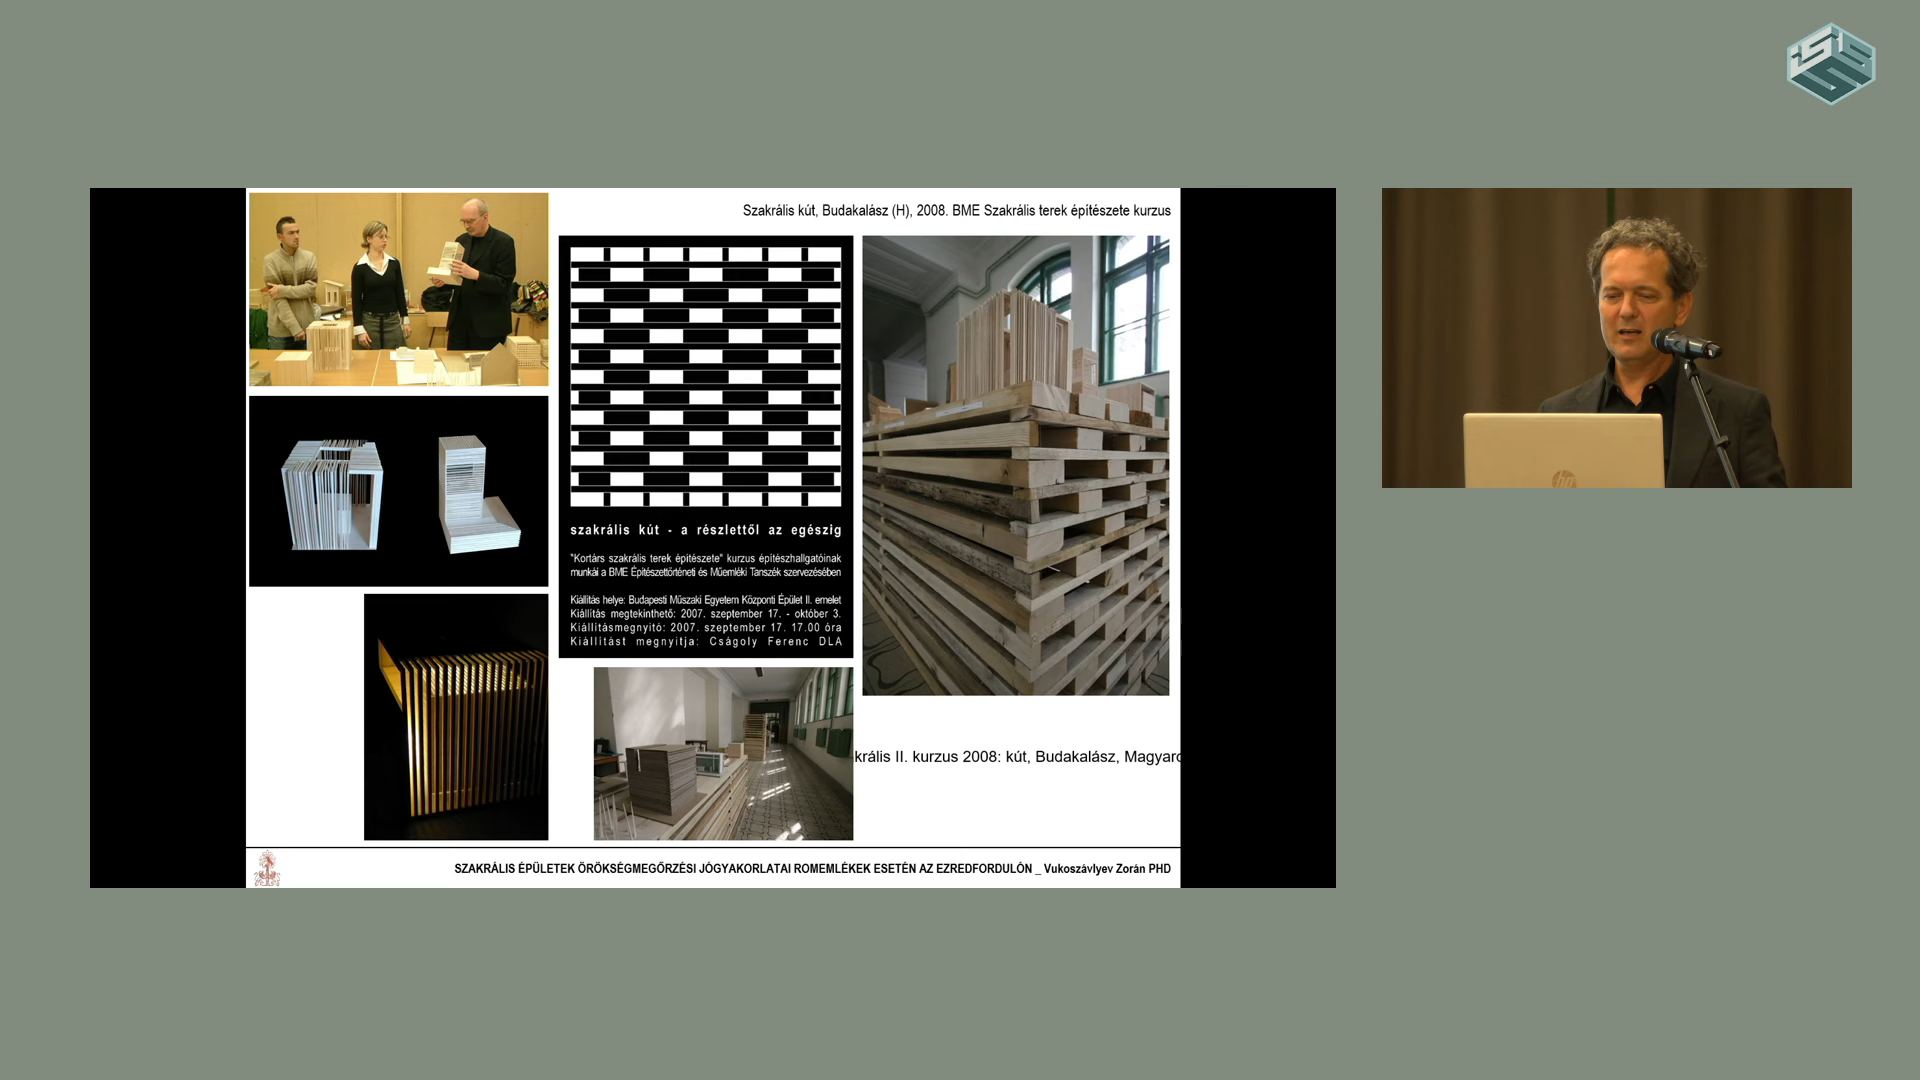 Szakrális kút, Budakalász (H), 2008. BME Szakrális terek építészete kurzus
szakrális kút - a részlettől az egészig
"Kortárs szakrális terek építészete" kurzus építészhallgatóinak
munkái a BME Építészettörténeti és Műemléki Tanszék szervezésében
Kiállítás helye: Budapesti Műszaki Egyetem Központi Épület II. emelet
Kiállítás megtekinthető: 2007. szeptember 17. - október 3.
Kiállításmegnyitó: 2007. szeptember 17. 17.00 óra
Kiállítást megnyitja: Cságoly Ferenc DLA
krális II. kurzus 2008: kút, Budakalász, Magyaro
SZAKRÁLIS ÉPÜLETEK ÖRÖKSÉGMEGŐRZÉSI JÓGYAKORLATAI ROMEMLÉKEK ESETÉN AZ EZREDFORDULÓN _ Vukoszávlyev Zorán PHD
hp